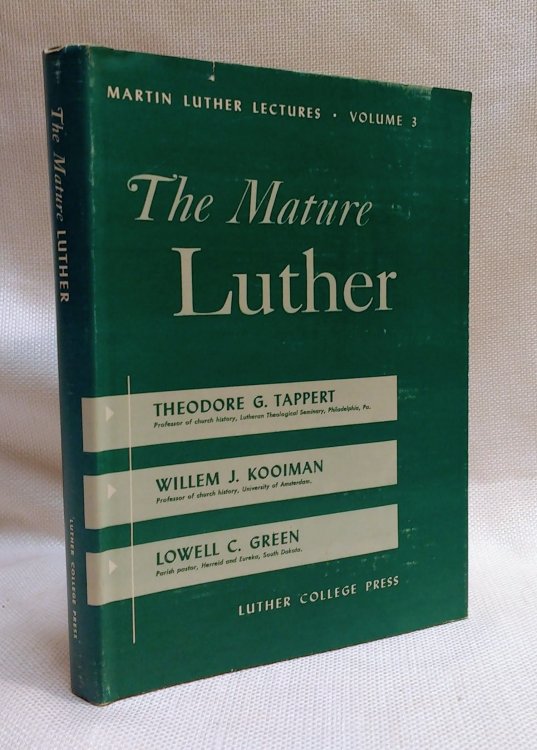 MARTIN LUTHER LECTURES • VOLUME 3
The Mature
Luther
THEODORE G. TAPPERT
Professor of church history, Lutheran Theological Seminary, Philadelphia, Pa.
WILLEM J. KOOIMAN
Professor of church history, University of Amsterdam.
LOWELL C. GREEN
Parish pastor, Herreid and Eureka, South Dakota.
LUTHER COLLEGE PRESS
The Mature LUTHER
LUTHER COLLEGE PRESS